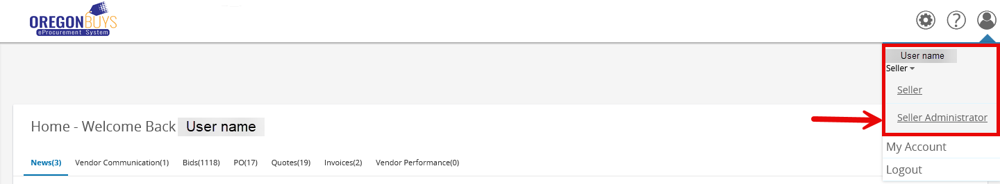 OREGONBUYS
eProcurement System
?
User name
Seller
Seller
Seller Administrator
My Account
Logout
Home - Welcome Back User name
News(3) Vendor Communication(1) Bids(1118) PO(17) Quotes(19) Invoices(2) Vendor Performance(0)